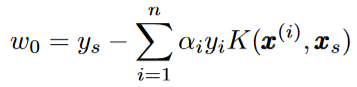 $w_0 = y_s - \sum_{i=1}^{n} \alpha_i y_i K(\boldsymbol{x}^{(i)}, \boldsymbol{x}_s)$